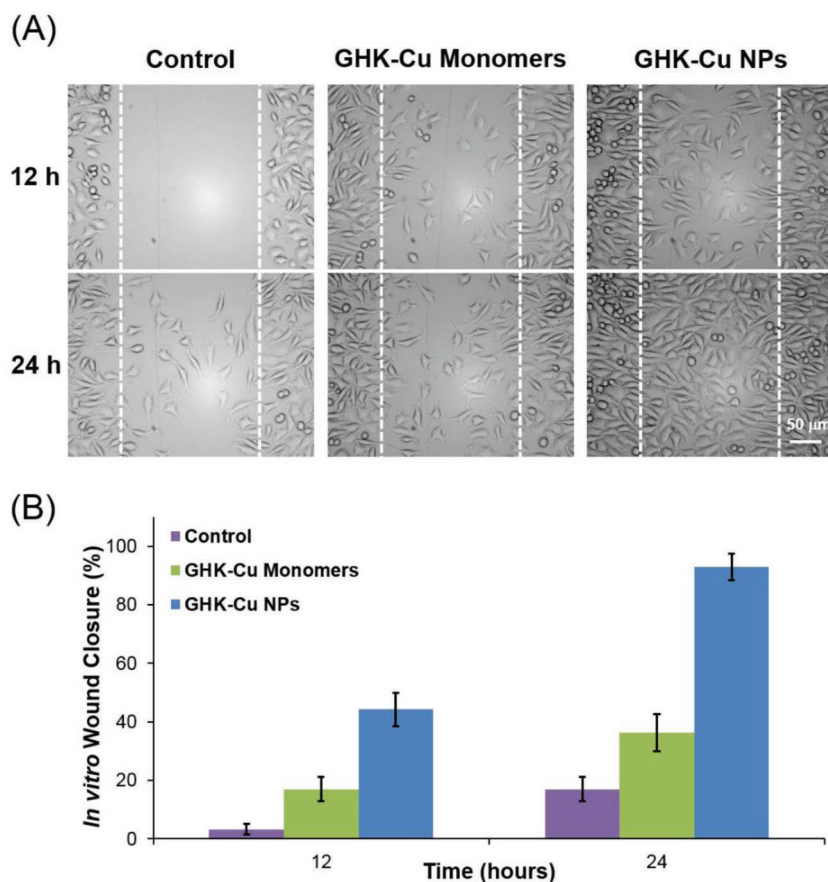 (A)
Control GHK-Cu Monomers GHK-Cu NPs
12 h
24 h
50 μm
(B)
In vitro Wound Closure (%)
100
80
60
40
20
0
Control
GHK-Cu Monomers
GHK-Cu NPs
12 24
Time (hours)